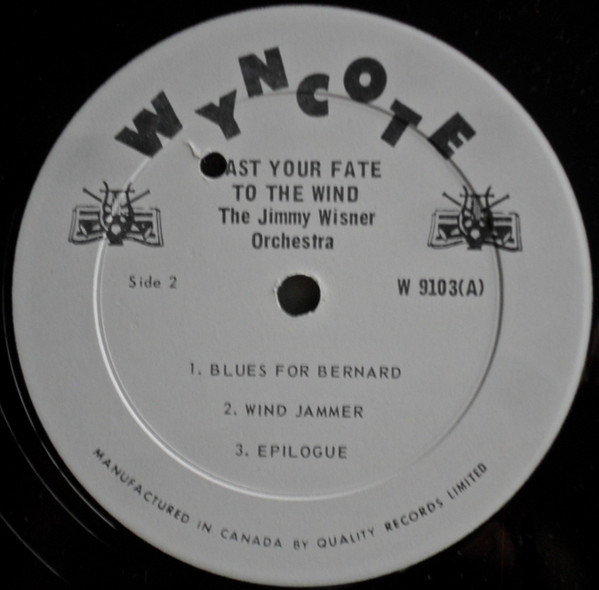 WYNCOTE
AST YOUR FATE
TO THE WIND
The Jimmy Wisner
Orchestra
Side 2
W 9103(A)
1. BLUES FOR BERNARD
2. WIND JAMMER
3. EPILOGUE
MANUFACTURED IN CANADA BY QUALITY RECORDS LIMITED